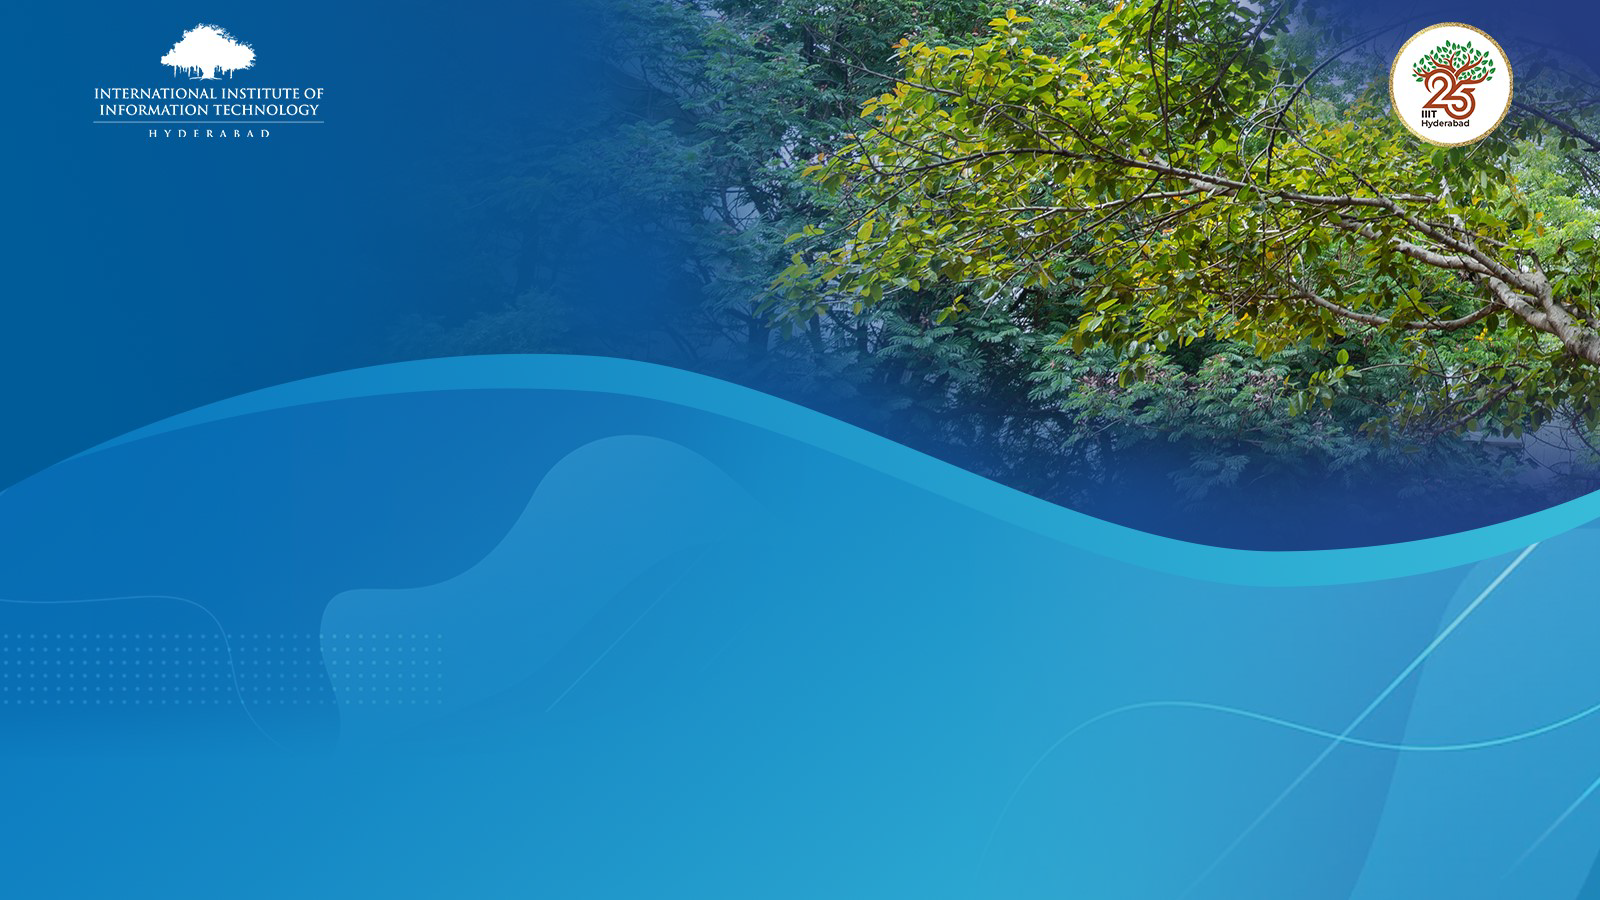 INTERNATIONAL INSTITUTE OF
INFORMATION TECHNOLOGY
HYDERABAD
25
IIIT
Hyderabad